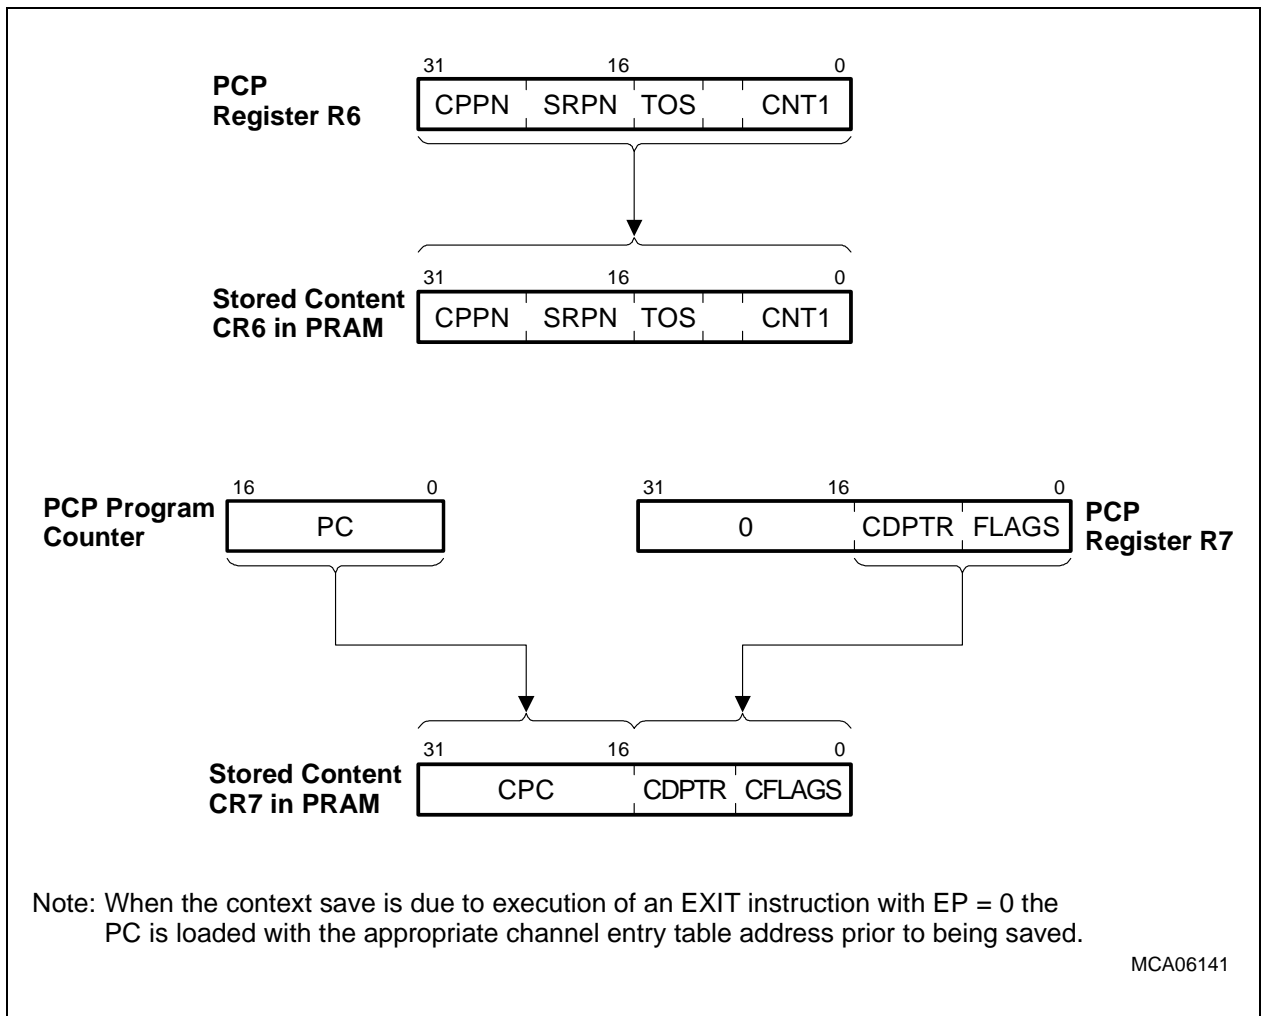 31 16 0
PCP
Register R6
CPPN SRPN TOS CNT1
31 16 0
Stored Content
CR6 in PRAM
CPPN SRPN TOS CNT1
16 0
PCP Program
Counter
PC
31 16 0
0 CDPTR FLAGS
PCP
Register R7
31 16 0
Stored Content
CR7 in PRAM
CPC CDPTR CFLAGS
Note: When the context save is due to execution of an EXIT instruction with EP = 0 the
PC is loaded with the appropriate channel entry table address prior to being saved.
MCA06141